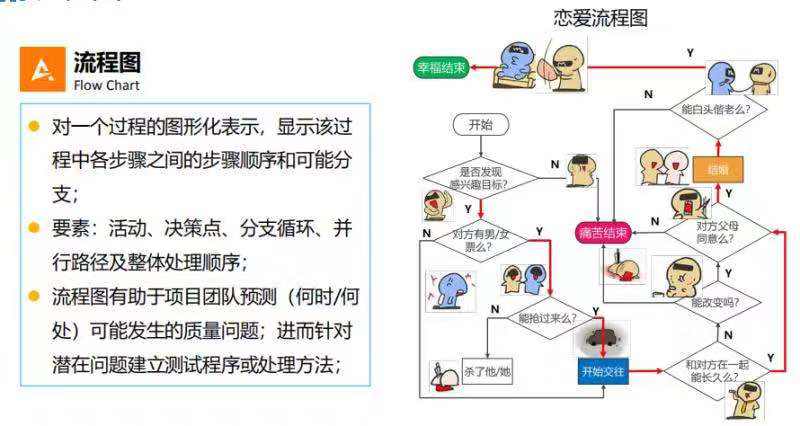 流程图
Flow Chart
对一个过程的图形化表示，显示该过
程中各步骤之间的步骤顺序和可能分
支；
要素：活动、决策点、分支循环、并
行路径及整体处理顺序；
流程图有助于项目团队预测（何时/何
处）可能发生的质量问题；进而针对
潜在问题建立测试程序或处理方法；
恋爱流程图
Y
幸福结束
N
能白头偕老么？
开始
是否发现
感兴趣目标？
N
结婚
Y
Y
N
对方有男/女
票么？
Y
痛苦结束
N
对方父母
同意么？
Y
能抢过来么？
Y
能改变吗？
N
N
Y
杀了他/她
开始交往
和对方在一起
能长久么？